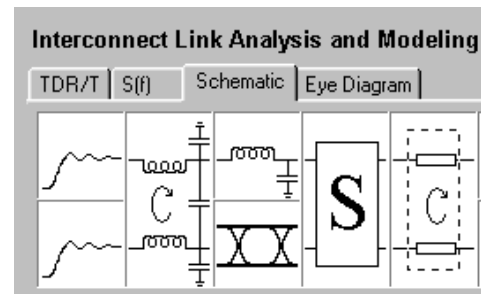 Interconnect Link Analysis and Modeling
TDR/T S(f) Schematic Eye Diagram
S